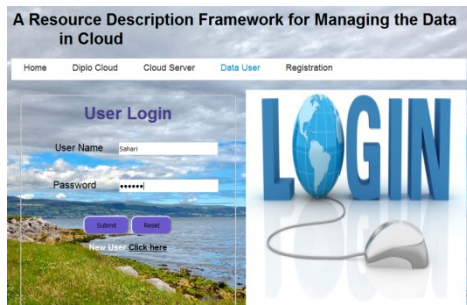 A Resource Description Framework for Managing the Data
in Cloud
Home Diplo Cloud Cloud Server Data User Registration
User Login
User Name Sahari
Password ••••••
Submit Reset
New User Click here
LOGIN